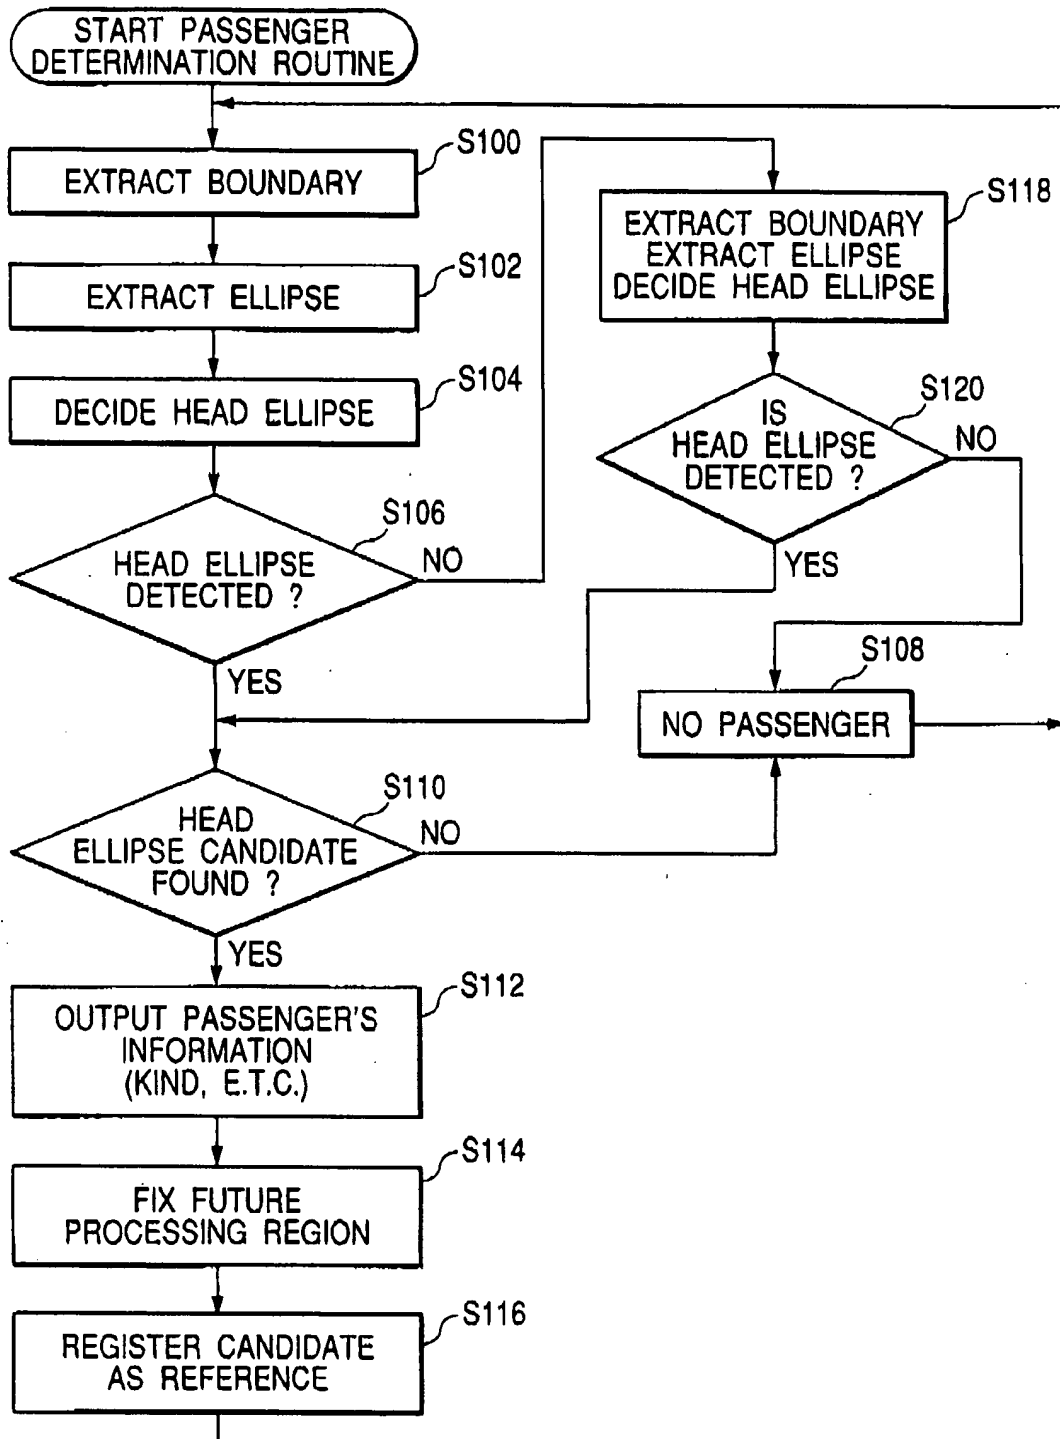 START PASSENGER
DETERMINATION ROUTINE
S100
EXTRACT BOUNDARY
S102
EXTRACT ELLIPSE
S104
DECIDE HEAD ELLIPSE
S106
HEAD ELLIPSE
DETECTED ?
NO
YES
S118
EXTRACT BOUNDARY
EXTRACT ELLIPSE
DECIDE HEAD ELLIPSE
S120
IS
HEAD ELLIPSE
DETECTED ?
NO
YES
S108
NO PASSENGER
S110
HEAD
ELLIPSE CANDIDATE
FOUND ?
NO
YES
S112
OUTPUT PASSENGER'S
INFORMATION
(KIND, E.T.C.)
S114
FIX FUTURE
PROCESSING REGION
S116
REGISTER CANDIDATE
AS REFERENCE